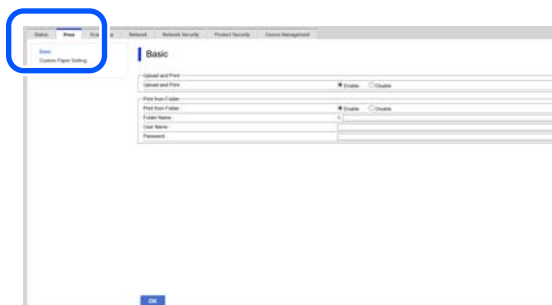 Status Print Network Network Security Product Security Device Management
Basic
Custom Paper Setting
Basic
Upload and Print
Upload and Print Enable Disable
Print from Folder
Print from Folder Enable Disable
Folder Name \\
User Name
Password
OK